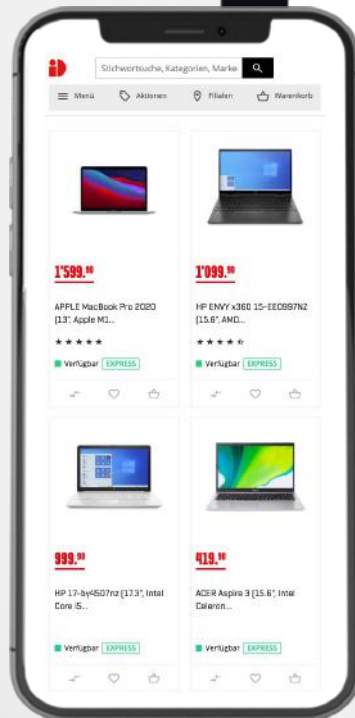 iD
Stichwortsuche, Kategorien, Marke
Menü Aktionen Filialen Warenkorb
1'599.90
1'099.90
APPLE MacBook Pro 2020
(13", Apple M1...
HP ENVY x360 15-EE0997NZ
(15.6", AMD...
Verfügbar EXPRESS
Verfügbar EXPRESS
999.90
419.90
HP 17-by4507nz (17.3", Intel
Core i5...
ACER Aspire 3 (15.6", Intel
Celeron...
Verfügbar EXPRESS
Verfügbar EXPRESS